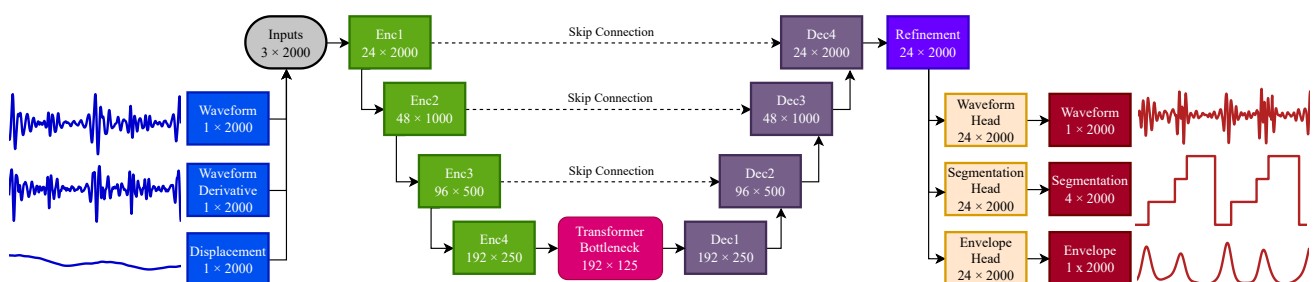 Inputs
3 × 2000
Waveform
1 × 2000
Waveform
Derivative
1 × 2000
Displacement
1 × 2000
Enc1
24 × 2000
Enc2
48 × 1000
Enc3
96 × 500
Enc4
192 × 250
Skip Connection
Skip Connection
Skip Connection
Transformer
Bottleneck
192 × 125
Dec1
192 × 250
Dec2
96 × 500
Dec3
48 × 1000
Dec4
24 × 2000
Refinement
24 × 2000
Waveform
Head
24 × 2000
Waveform
1 × 2000
Segmentation
Head
24 × 2000
Segmentation
4 × 2000
Envelope
Head
24 × 2000
Envelope
1 x 2000